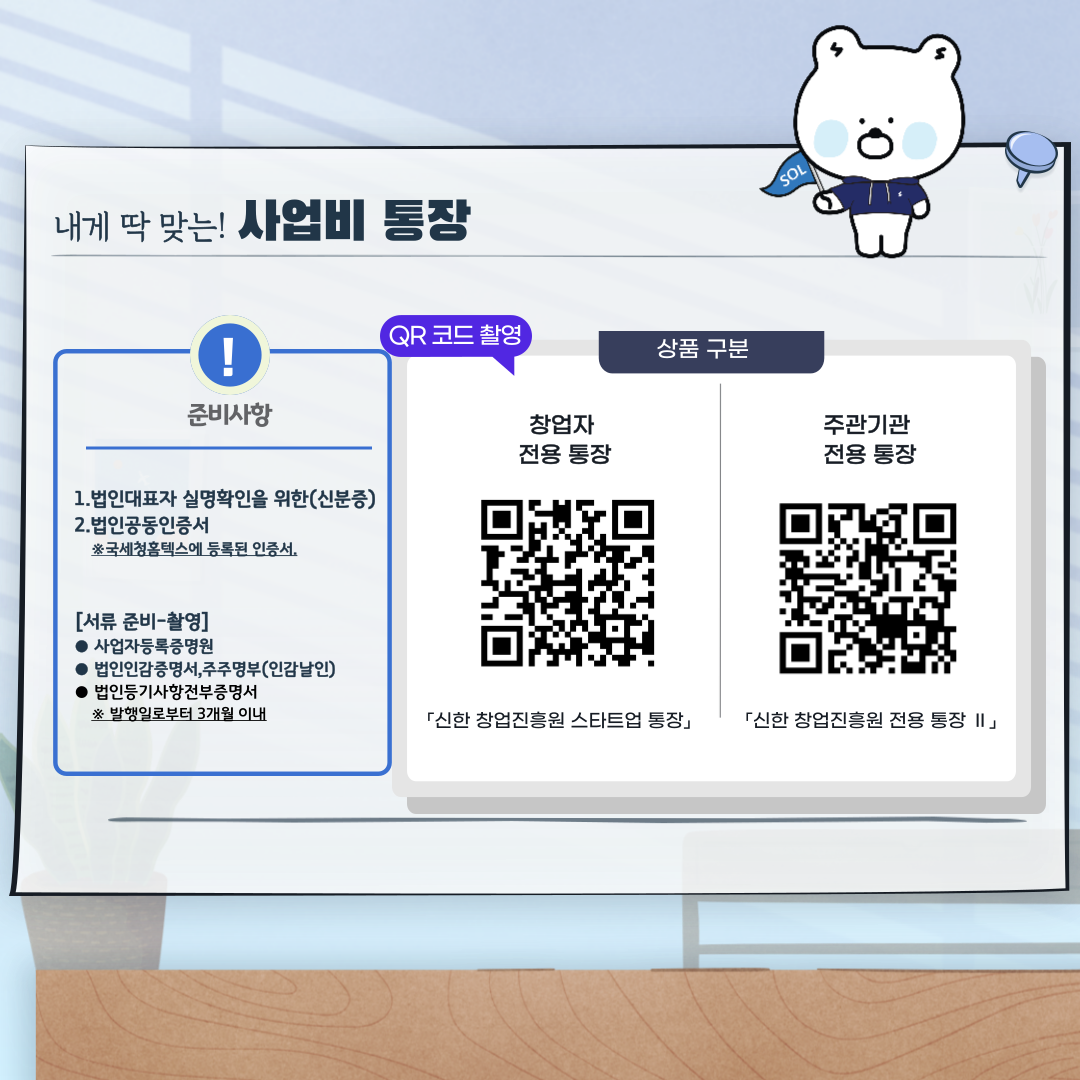 SOL
내게 딱 맞는! 사업비 통장
!
준비사항
1.법인대표자 실명확인을 위한(신분증)
2.법인공동인증서
※국세청홈텍스에 등록된 인증서.
[서류 준비-촬영]
● 사업자등록증명원
● 법인인감증명서,주주명부(인감날인)
● 법인등기사항전부증명서
※ 발행일로부터 3개월 이내
QR 코드 촬영
상품 구분
창업자
전용 통장
「신한 창업진흥원 스타트업 통장」
주관기관
전용 통장
「신한 창업진흥원 전용 통장 Ⅱ」